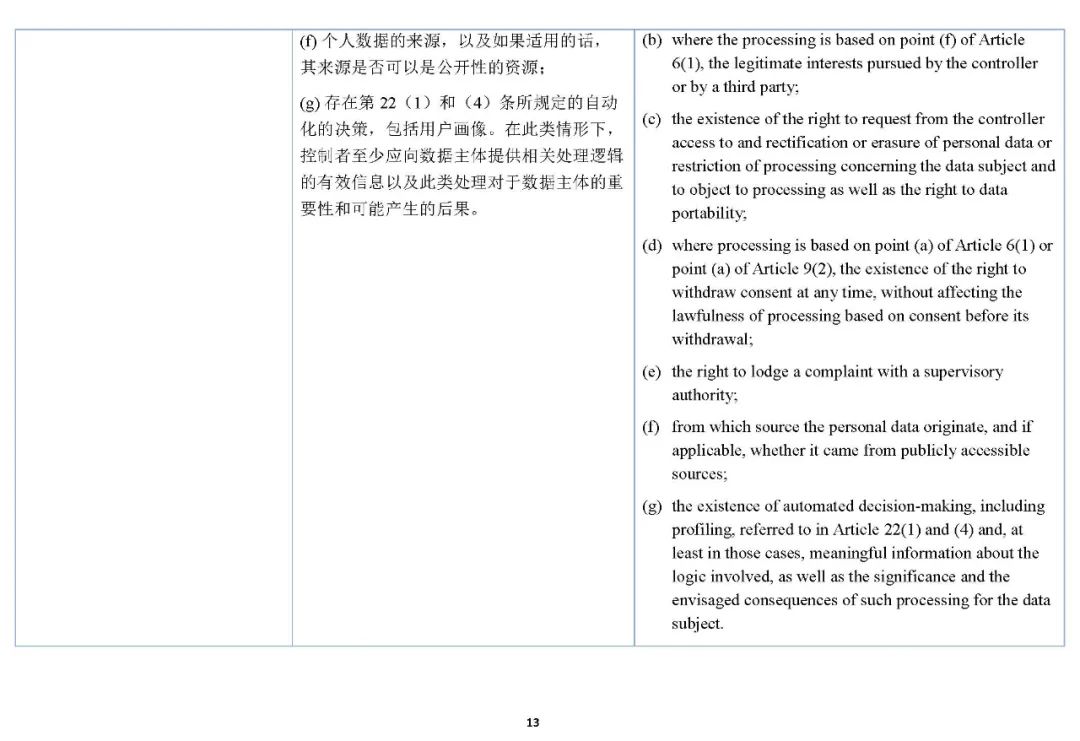 (f) 个人数据的来源，以及如果适用的话，
其来源是否可以是公开性的资源；
(g) 存在第 22（1）和（4）条所规定的自动
化的决策，包括用户画像。在此类情形下，
控制者至少应向数据主体提供相关处理逻辑
的有效信息以及此类处理对于数据主体的重
要性和可能产生的后果。
(b) where the processing is based on point (f) of Article
6(1), the legitimate interests pursued by the controller
or by a third party;
(c) the existence of the right to request from the controller
access to and rectification or erasure of personal data or
restriction of processing concerning the data subject and
to object to processing as well as the right to data
portability;
(d) where processing is based on point (a) of Article 6(1) or
point (a) of Article 9(2), the existence of the right to
withdraw consent at any time, without affecting the
lawfulness of processing based on consent before its
withdrawal;
(e) the right to lodge a complaint with a supervisory
authority;
(f) from which source the personal data originate, and if
applicable, whether it came from publicly accessible
sources;
(g) the existence of automated decision-making, including
profiling, referred to in Article 22(1) and (4) and, at
least in those cases, meaningful information about the
logic involved, as well as the significance and the
envisaged consequences of such processing for the data
subject.
13